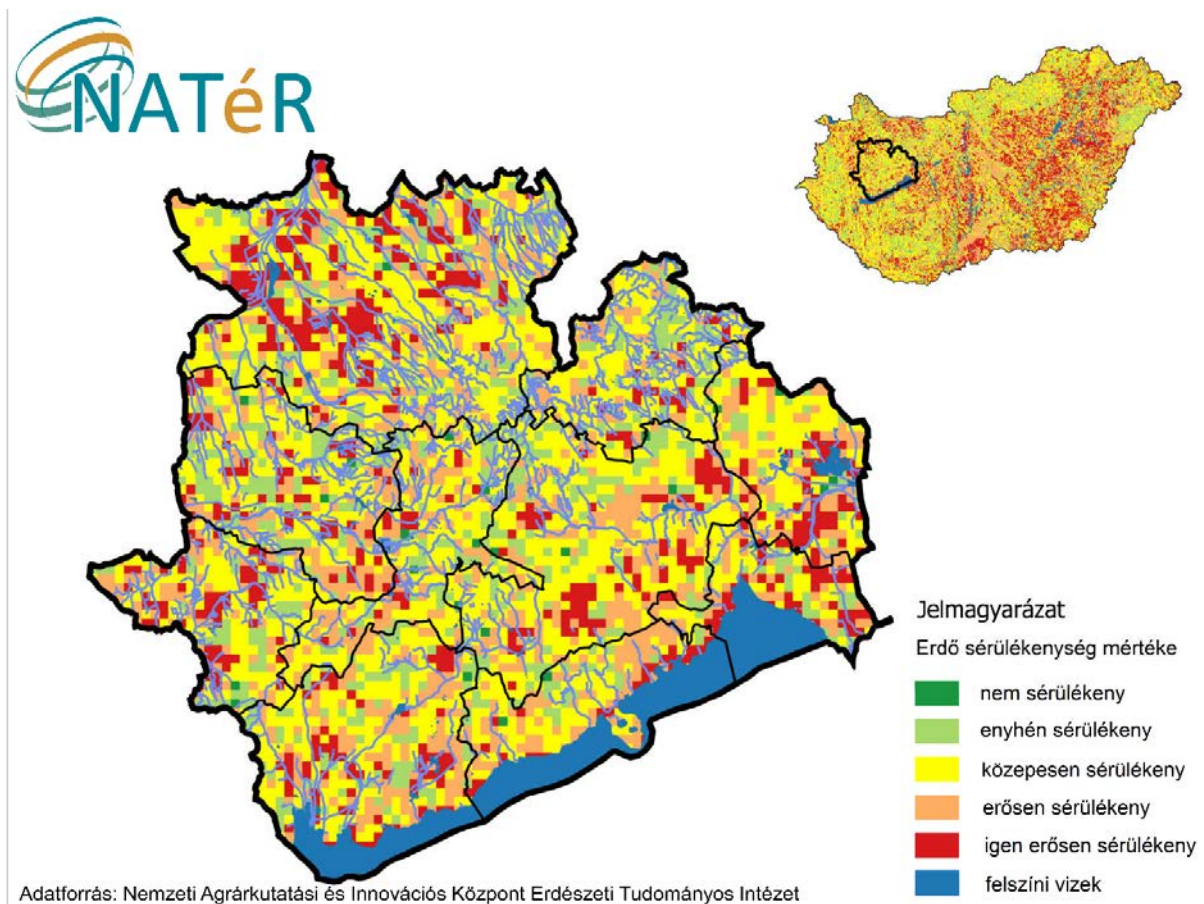 NATéR
Jelmagyarázat
Erdő sérülékenység mértéke
nem sérülékeny
enyhén sérülékeny
közepesen sérülékeny
erősen sérülékeny
igen erősen sérülékeny
felszíni vizek
Adatforrás: Nemzeti Agrárkutatási és Innovációs Központ Erdészeti Tudományos Intézet